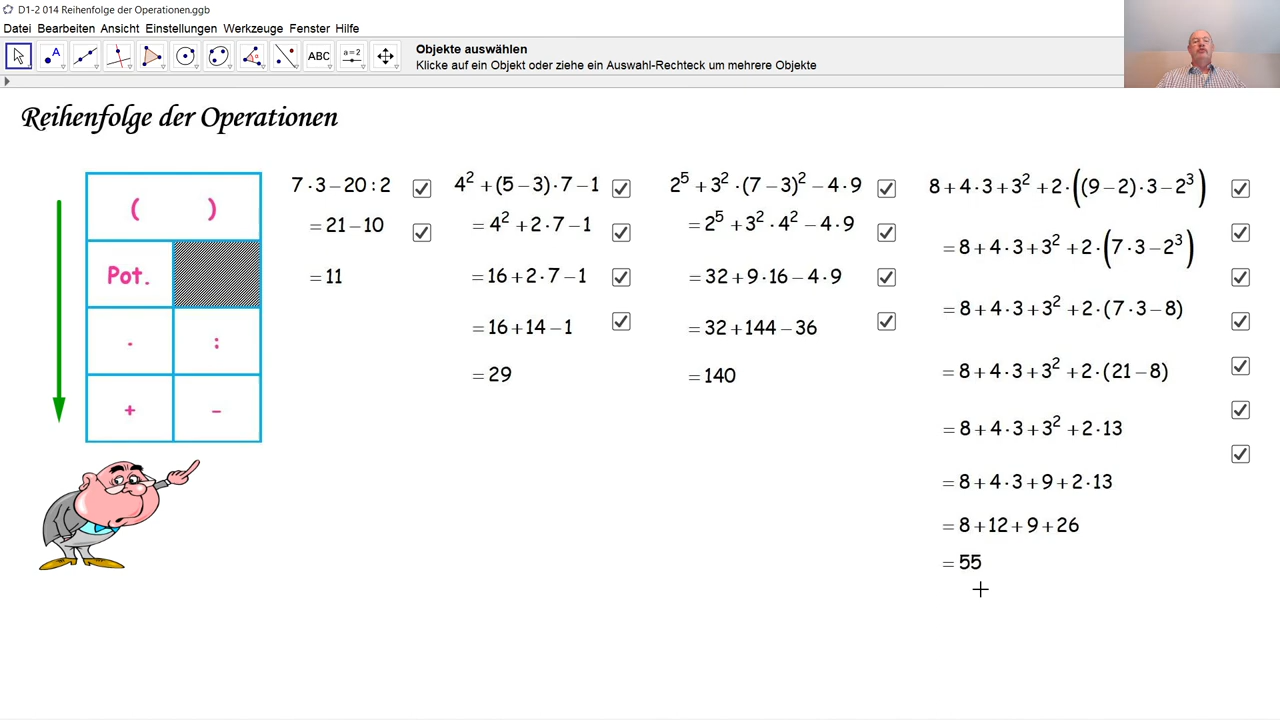 D1-2 014 Reihenfolge der Operationen.ggb
Datei Bearbeiten Ansicht Einstellungen Werkzeuge Fenster Hilfe
A
ABC
a=2
Objekte auswählen
Klicke auf ein Objekt oder ziehe ein Auswahl-Rechteck um mehrere Objekte
Reihenfolge der Operationen
( )
Pot.
· :
+ −
7·3−20:2
=21−10
=11
4²+(5−3)·7−1
=4²+2·7−1
=16+2·7−1
=16+14−1
=29
2⁵+3²·(7−3)²−4·9
=2⁵+3²·4²−4·9
=32+9·16−4·9
=32+144−36
=140
8+4·3+3²+2·((9−2)·3−2³)
=8+4·3+3²+2·(7·3−2³)
=8+4·3+3²+2·(7·3−8)
=8+4·3+3²+2·(21−8)
=8+4·3+3²+2·13
=8+4·3+9+2·13
=8+12+9+26
=55